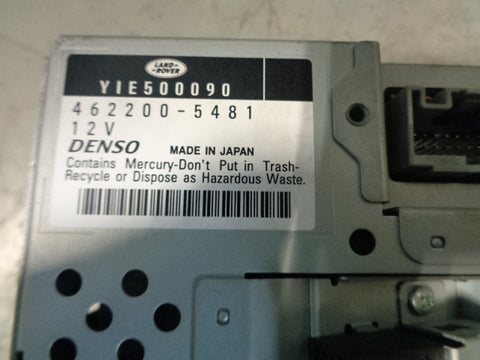 LAND-
ROVER
YIE500090
462200-5481
12V
DENSO MADE IN JAPAN
Contains Mercury-Don't Put in Trash-
Recycle or Dispose as Hazardous Waste.